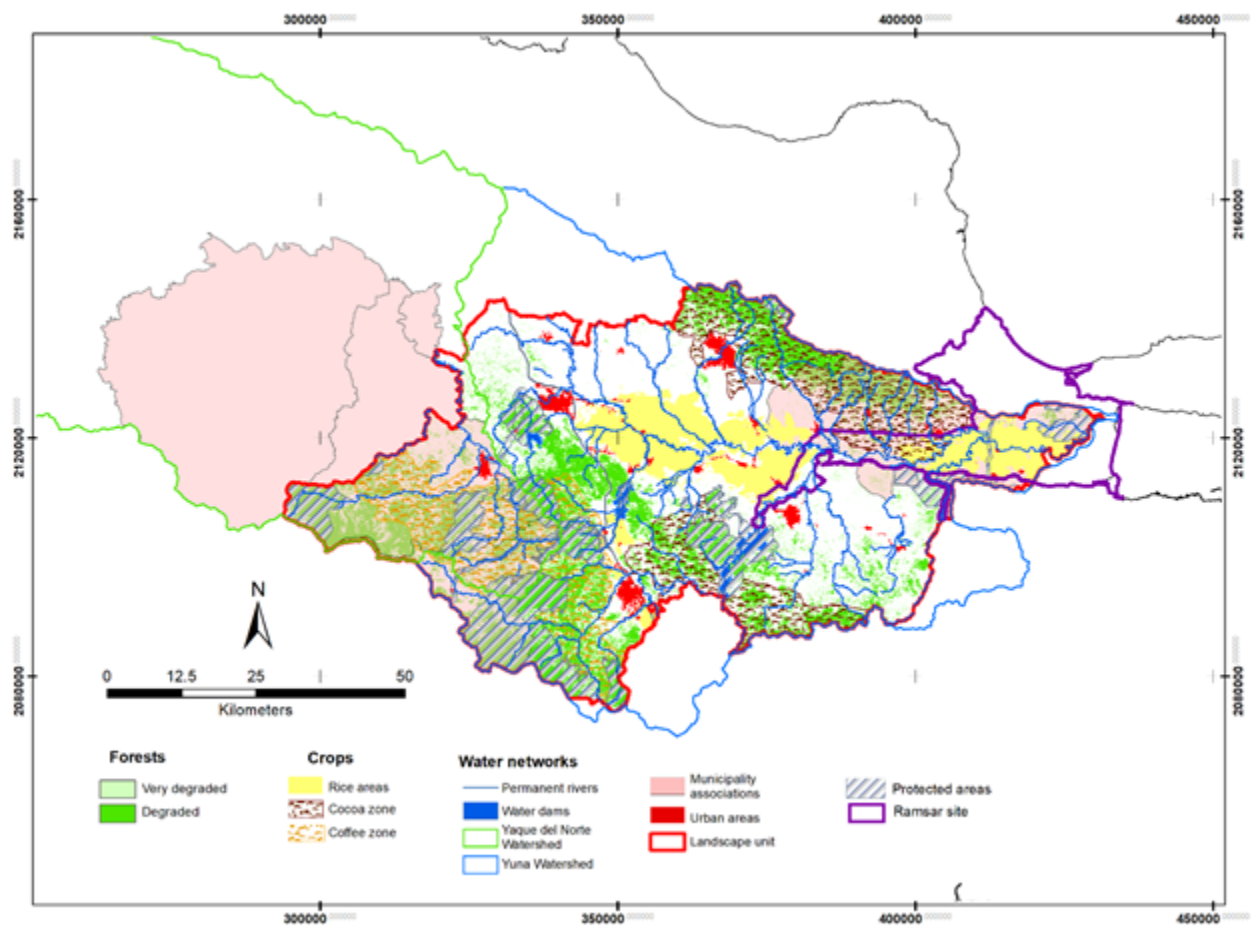 300000 350000 400000 450000
2160000 2160000
2120000 2120000
N
0 12.5 25 50
Kilometers
2080000 2080000
Forests
Very degraded
Degraded
Crops
Rice areas
Cocoa zone
Coffee zone
Water networks
Permanent rivers
Water dams
Yaque del Norte
Watershed
Yuna Watershed
Municipality
associations
Urban areas
Landscape unit
Protected areas
Ramsar site
300000 350000 400000 450000